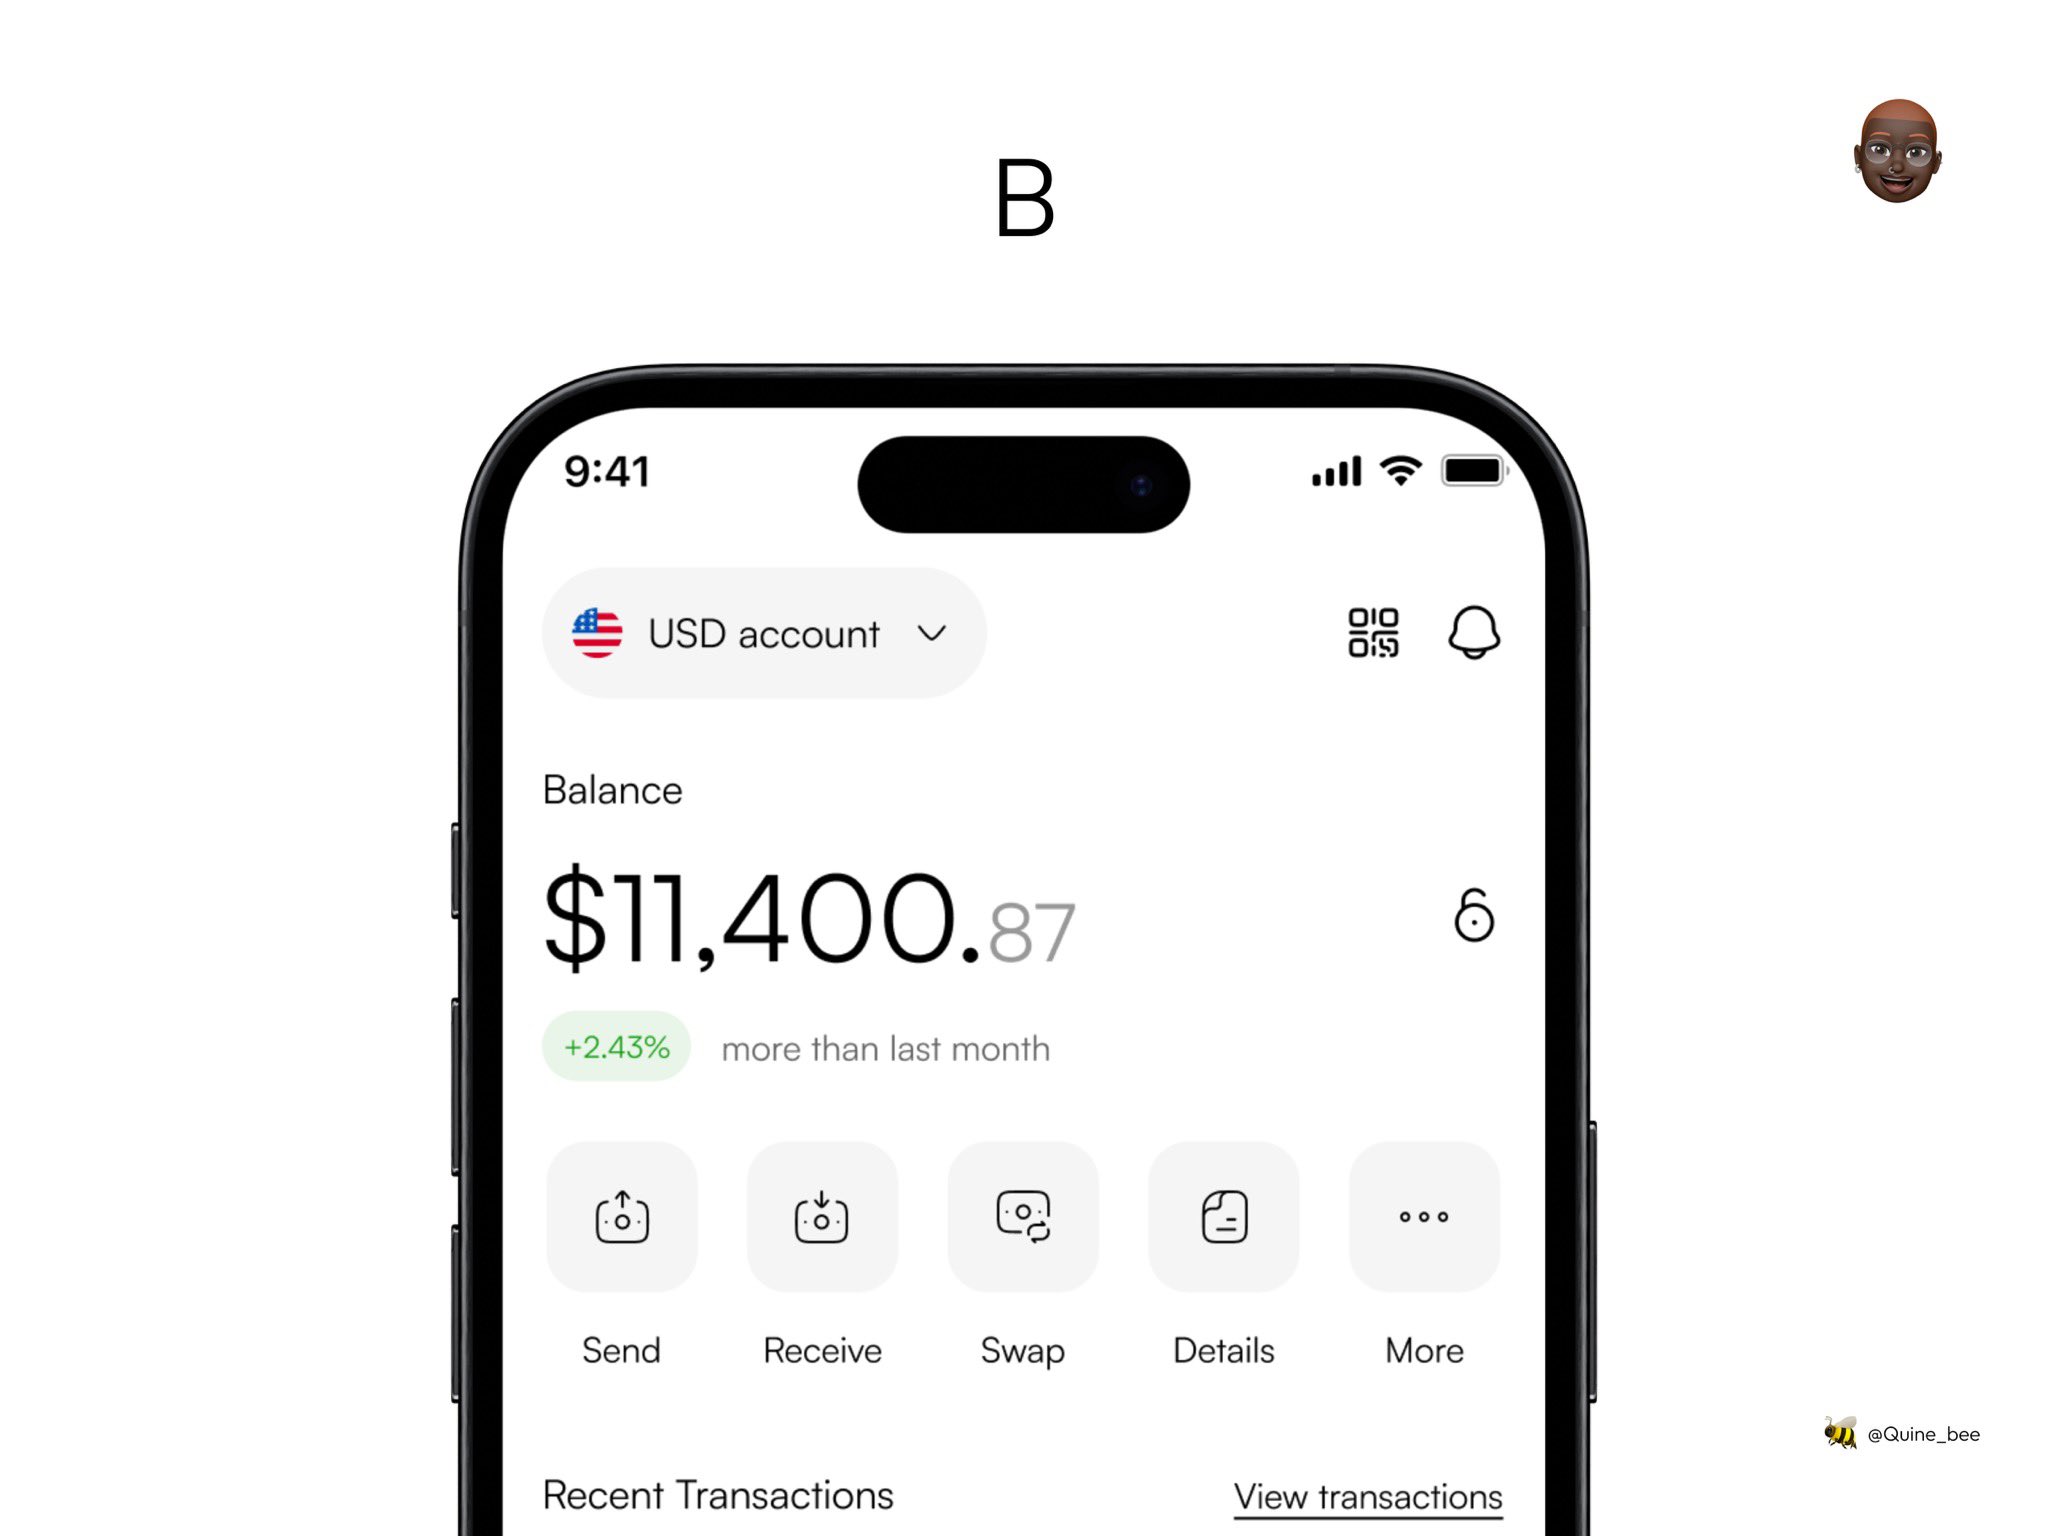 B
9:41
USD account
Balance
$11,400.87
+2.43% more than last month
Send Receive Swap Details More
@Quine_bee
Recent Transactions View transactions